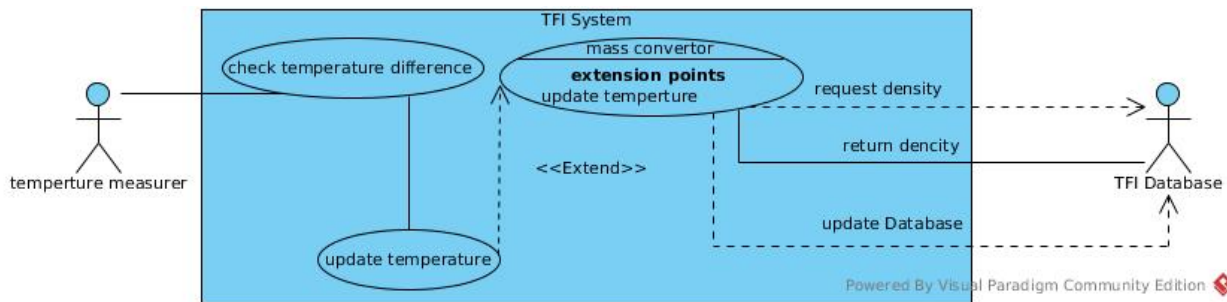 TFI System
mass convertor
check temperature difference
extension points
update temperture
request density
<<Extend>>
return dencity
temperture measurer
TFI Database
update Database
update temperature
Powered By Visual Paradigm Community Edition